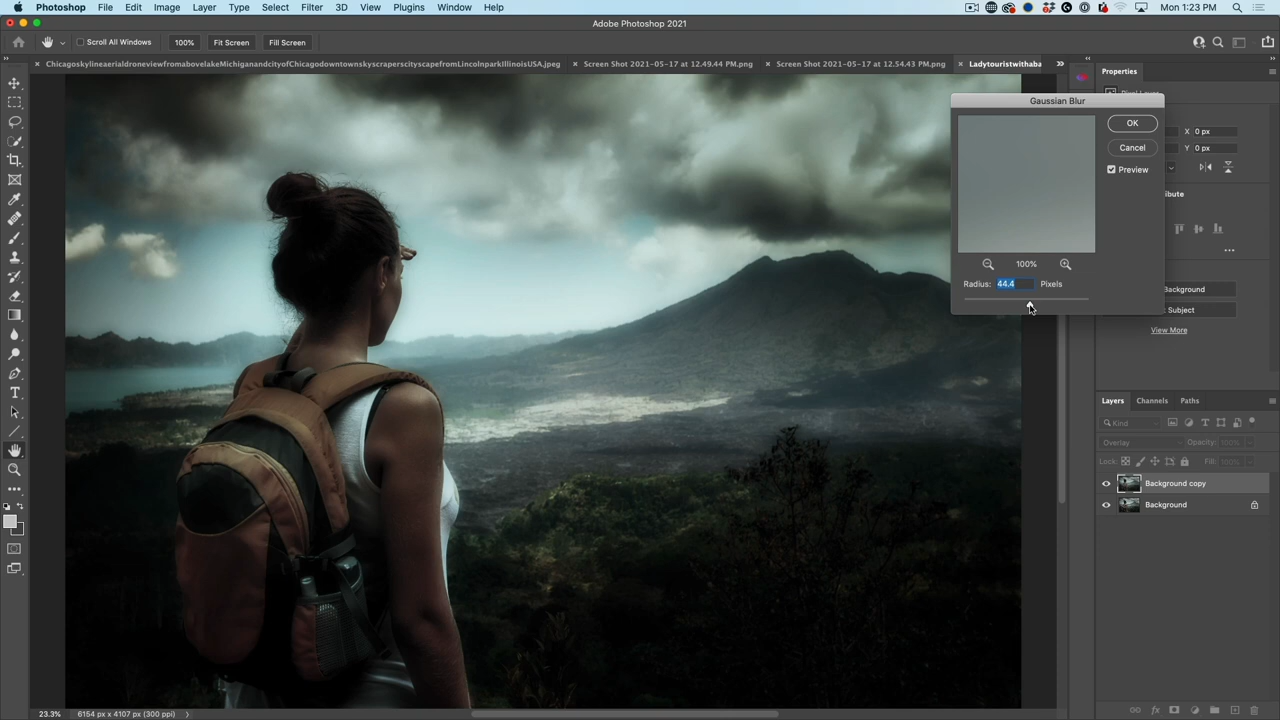 Photoshop File Edit Image Layer Type Select Filter 3D View Plugins Window Help Mon 1:23 PM
Adobe Photoshop 2021
Scroll All Windows 100% Fit Screen Fill Screen
ChicagoskylineaerialdroneviewfromabovelakeMichiganandcityofChicagodowntownskyscraperscityscapefromLincolnparkIllinoisUSA.jpeg Screen Shot 2021-05-17 at 12.49.44 PM.png Screen Shot 2021-05-17 at 12.54.43 PM.png Ladytouristwithaba
Properties
Gaussian Blur
OK
X 0 px
Cancel
Y 0 px
Preview
ribute
100%
Radius: 44.4 Pixels
Background
Subject
View More
Layers Channels Paths
Kind
Overlay Opacity: 100%
Lock: Fill: 100%
Background copy
Background
23.3% 6154 px x 4107 px (300 ppi)